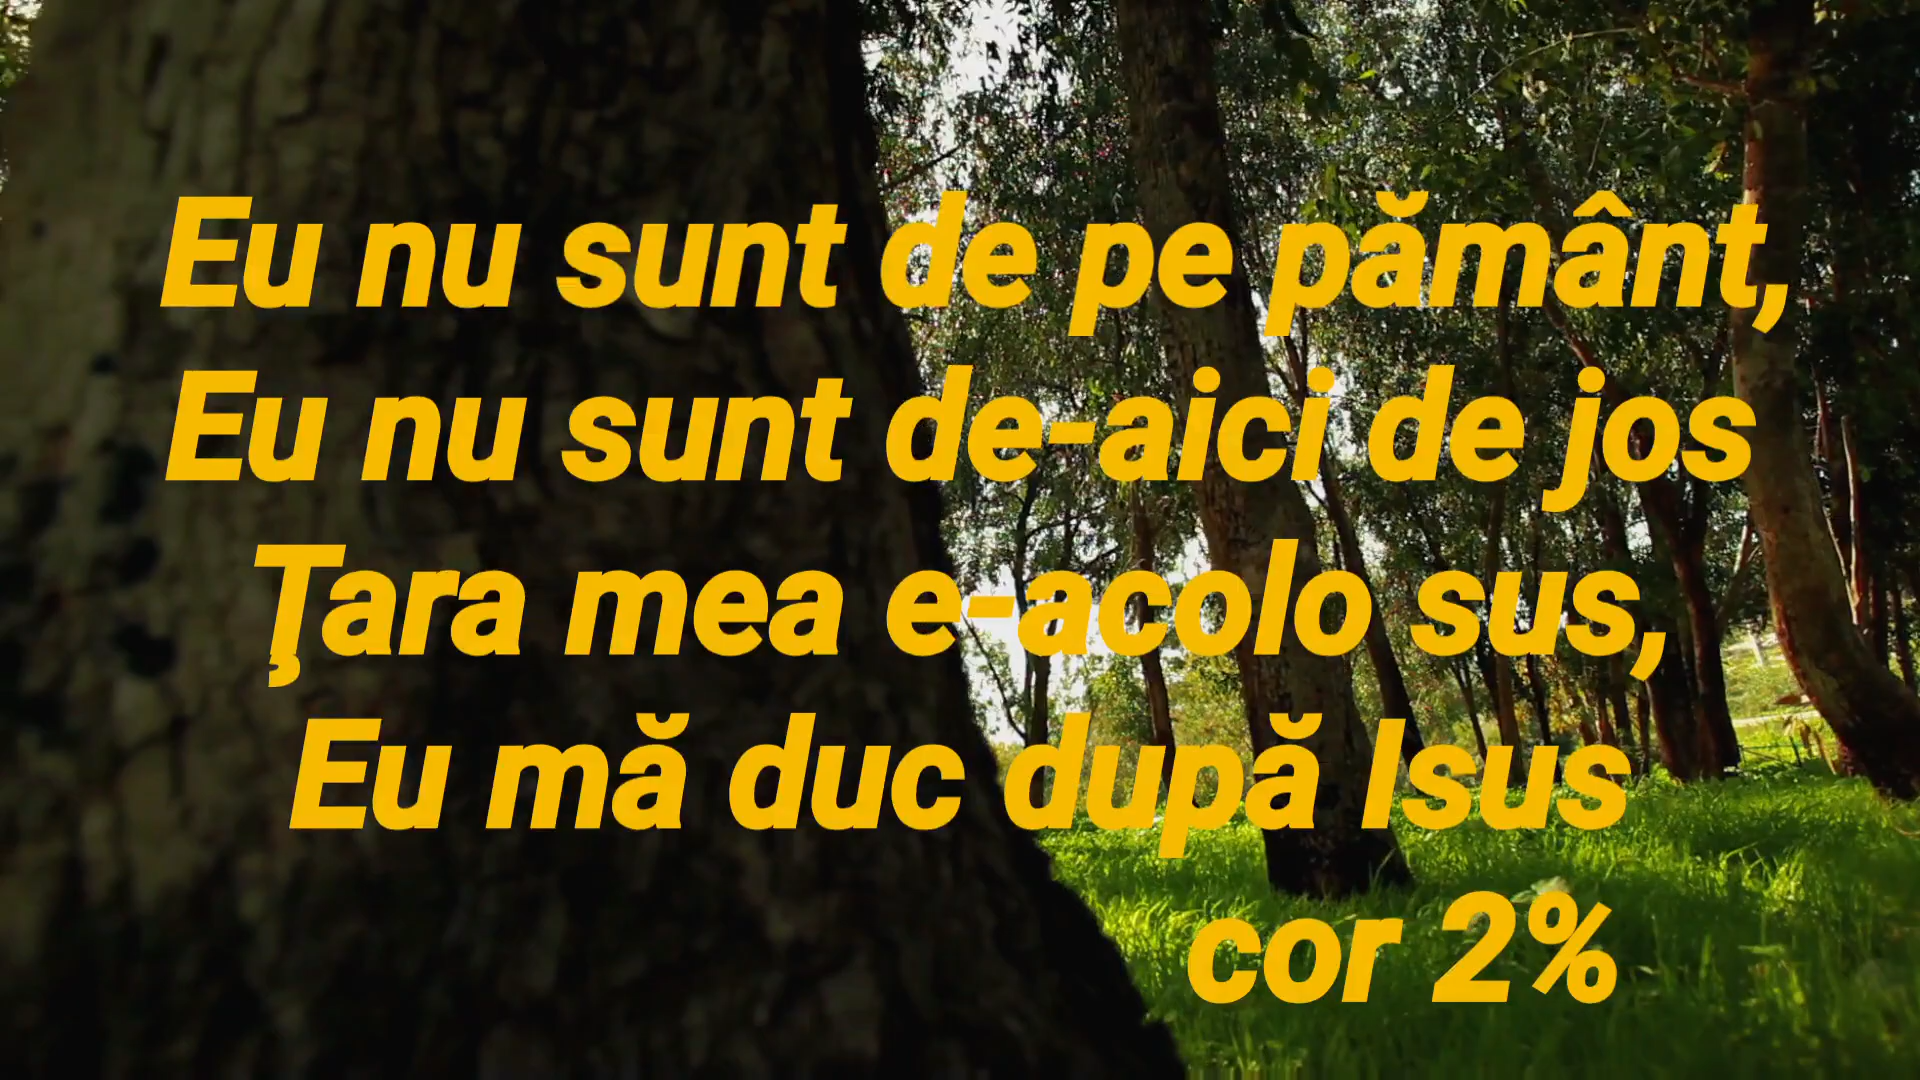 Eu nu sunt de pe pământ,
Eu nu sunt de-aici de jos
Ţara mea e-acolo sus,
Eu mă duc după Isus
cor 2%